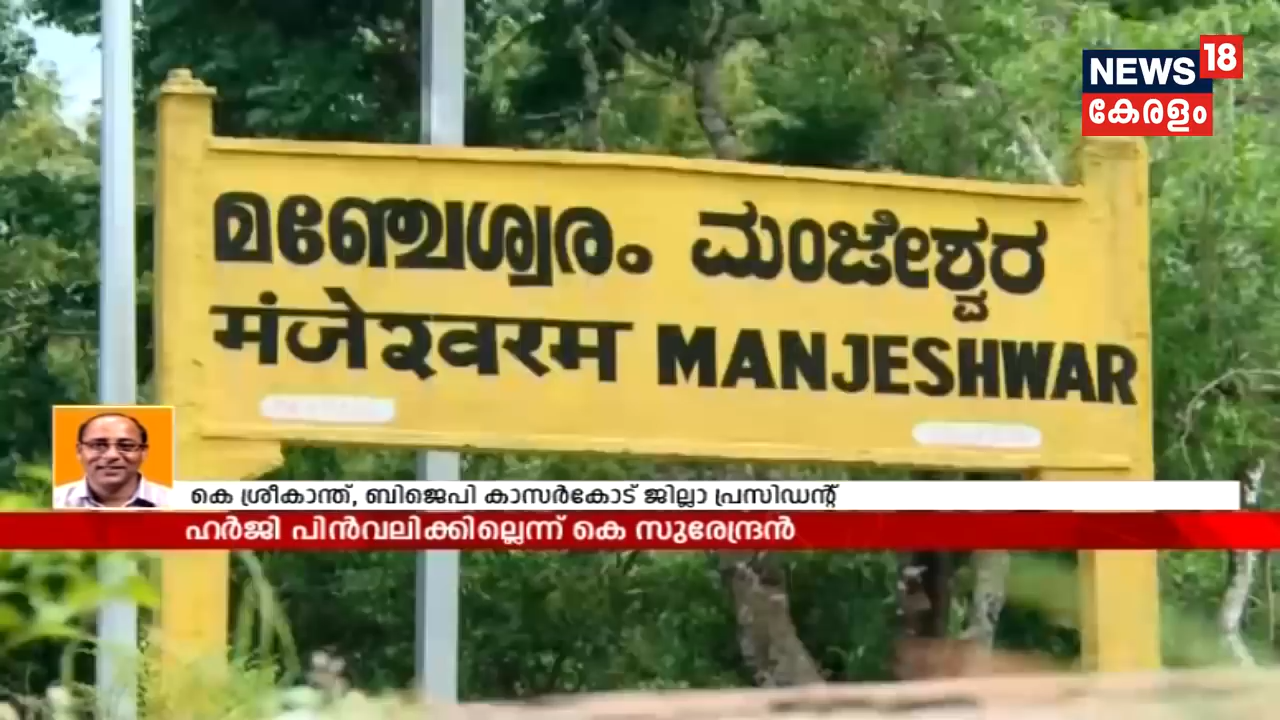 NEWS 18
കേരളം
മഞ്ചേശ്വരം ಮಂಜೇಶ್ವರ
मंजेश्वरम MANJESHWAR
കെ ശ്രീകാന്ത്, ബിജെപി കാസർകോട് ജില്ലാ പ്രസിഡന്റ്
ഹർജി പിൻവലിക്കില്ലെന്ന് കെ സുരേന്ദ്രൻ